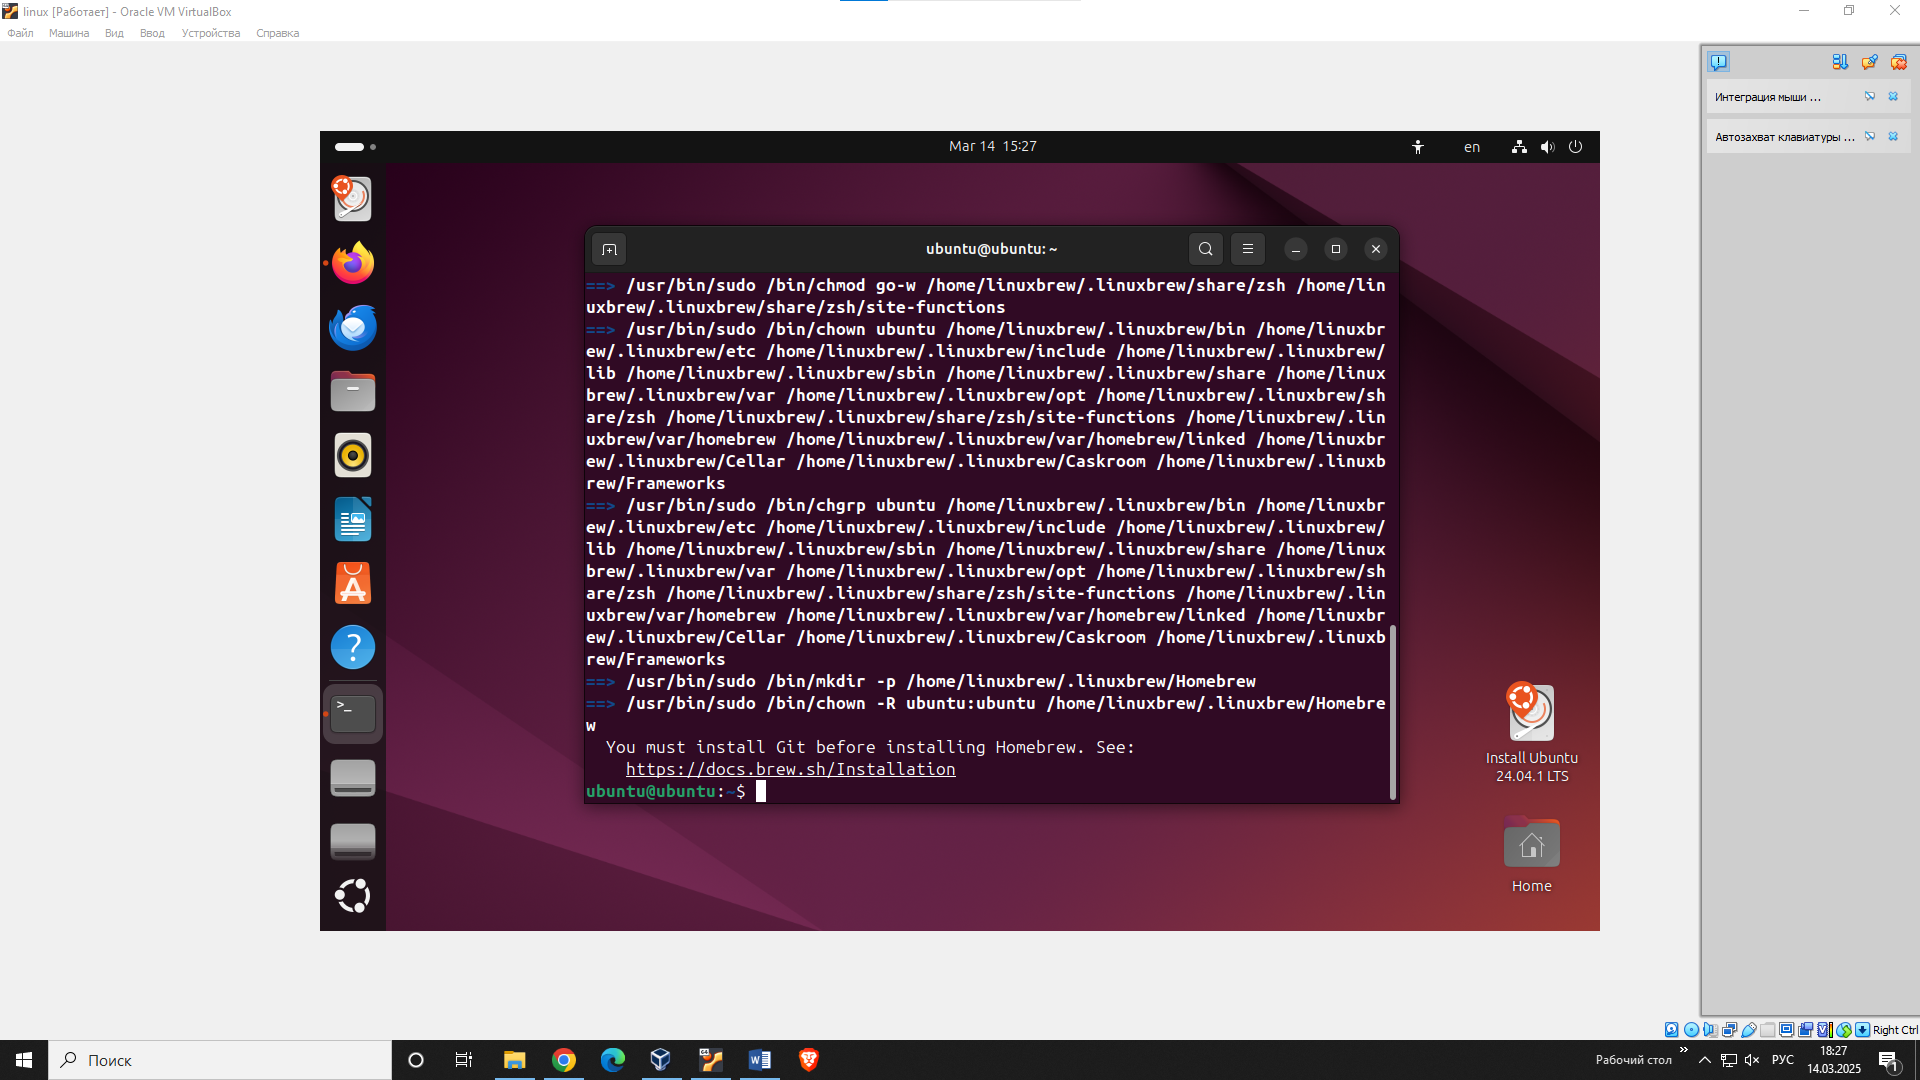 linux [Работает] - Oracle VM VirtualBox
Файл Машина Вид Ввод Устройства Справка
Интеграция мыши ...
Автозахват клавиатуры ...
Mar 14 15:27
en
ubuntu@ubuntu: ~
==> /usr/bin/sudo /bin/chmod go-w /home/linuxbrew/.linuxbrew/share/zsh /home/lin
uxbrew/.linuxbrew/share/zsh/site-functions
==> /usr/bin/sudo /bin/chown ubuntu /home/linuxbrew/.linuxbrew/bin /home/linuxbr
ew/.linuxbrew/etc /home/linuxbrew/.linuxbrew/include /home/linuxbrew/.linuxbrew/
lib /home/linuxbrew/.linuxbrew/sbin /home/linuxbrew/.linuxbrew/share /home/linux
brew/.linuxbrew/var /home/linuxbrew/.linuxbrew/opt /home/linuxbrew/.linuxbrew/sh
are/zsh /home/linuxbrew/.linuxbrew/share/zsh/site-functions /home/linuxbrew/.lin
uxbrew/var/homebrew /home/linuxbrew/.linuxbrew/var/homebrew/linked /home/linuxbr
ew/.linuxbrew/Cellar /home/linuxbrew/.linuxbrew/Caskroom /home/linuxbrew/.linuxb
rew/Frameworks
==> /usr/bin/sudo /bin/chgrp ubuntu /home/linuxbrew/.linuxbrew/bin /home/linuxbr
ew/.linuxbrew/etc /home/linuxbrew/.linuxbrew/include /home/linuxbrew/.linuxbrew/
lib /home/linuxbrew/.linuxbrew/sbin /home/linuxbrew/.linuxbrew/share /home/linux
brew/.linuxbrew/var /home/linuxbrew/.linuxbrew/opt /home/linuxbrew/.linuxbrew/sh
are/zsh /home/linuxbrew/.linuxbrew/share/zsh/site-functions /home/linuxbrew/.lin
uxbrew/var/homebrew /home/linuxbrew/.linuxbrew/var/homebrew/linked /home/linuxbr
ew/.linuxbrew/Cellar /home/linuxbrew/.linuxbrew/Caskroom /home/linuxbrew/.linuxb
rew/Frameworks
==> /usr/bin/sudo /bin/mkdir -p /home/linuxbrew/.linuxbrew/Homebrew
==> /usr/bin/sudo /bin/chown -R ubuntu:ubuntu /home/linuxbrew/.linuxbrew/Homebre
w
You must install Git before installing Homebrew. See:
https://docs.brew.sh/Installation
ubuntu@ubuntu:~$
Install Ubuntu
24.04.1 LTS
Home
Right Ctrl
Поиск
Рабочий стол
РУС
18:27
14.03.2025
1